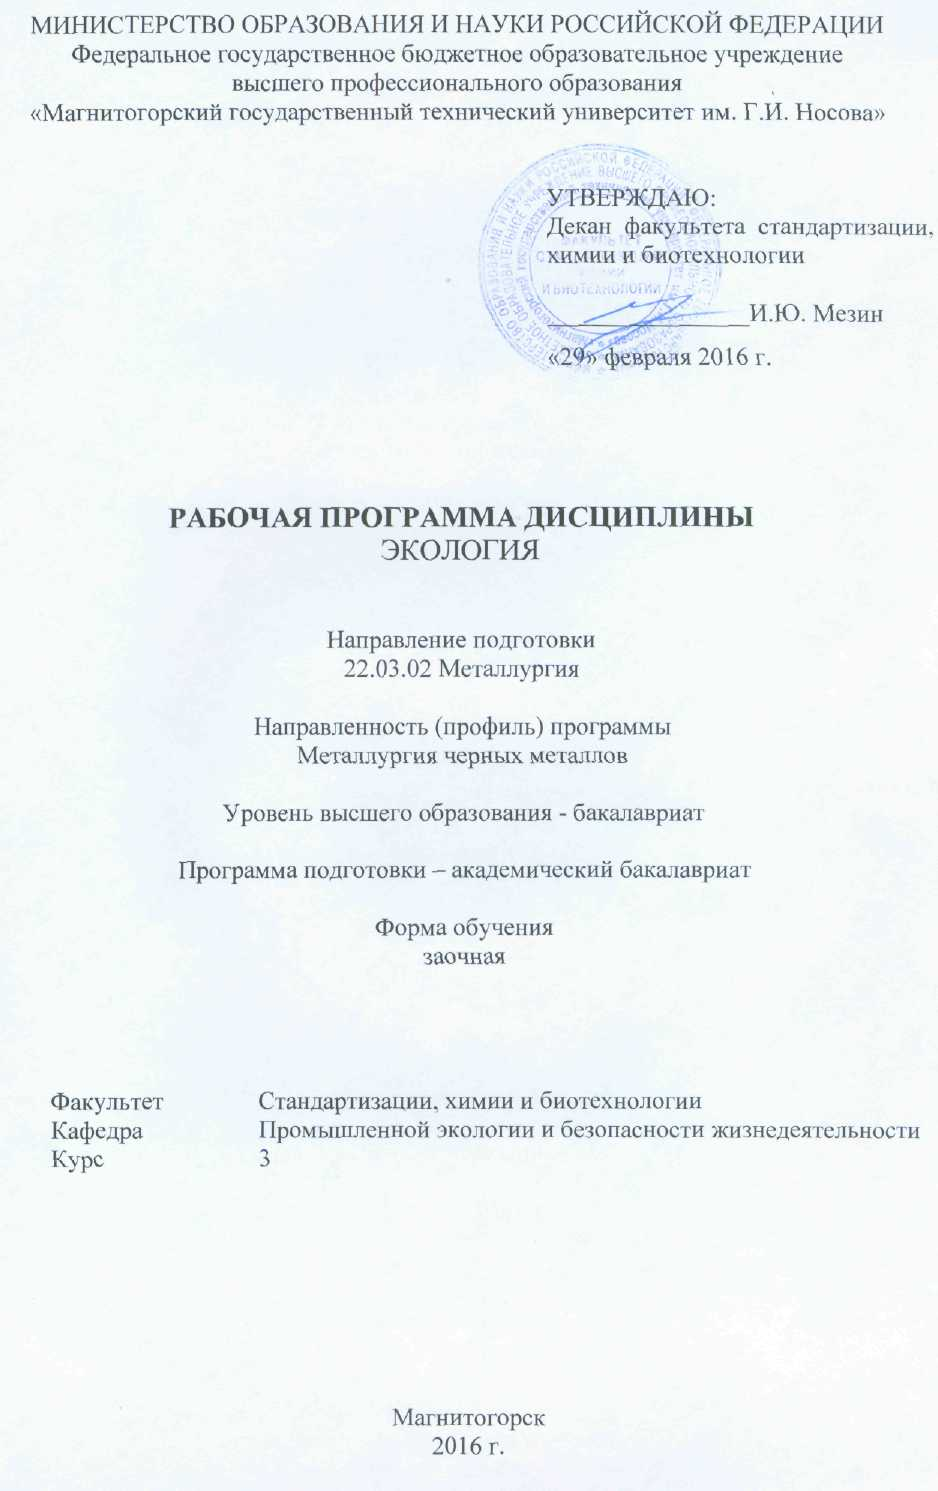 МИНИСТЕРСТВО ОБРАЗОВАНИЯ И НАУКИ РОССИЙСКОЙ ФЕДЕРАЦИИ
Федеральное государственное бюджетное образовательное учреждение
высшего профессионального образования
«Магнитогорский государственный технический университет им. Г.И. Носова»
УТВЕРЖДАЮ:
Декан факультета стандартизации,
химии и биотехнологии
ФАКУЛЬТЕТ
И БИОТЕХНОЛОГИИ
И.Ю. Мезин
«29» февраля 2016 г.
РАБОЧАЯ ПРОГРАММА ДИСЦИПЛИНЫ
ЭКОЛОГИЯ
Направление подготовки
22.03.02 Металлургия
Направленность (профиль) программы
Металлургия черных металлов
Уровень высшего образования - бакалавриат
Программа подготовки – академический бакалавриат
Форма обучения
заочная
Факультет Стандартизации, химии и биотехнологии
Кафедра Промышленной экологии и безопасности жизнедеятельности
Курс 3
Магнитогорск
2016 г.